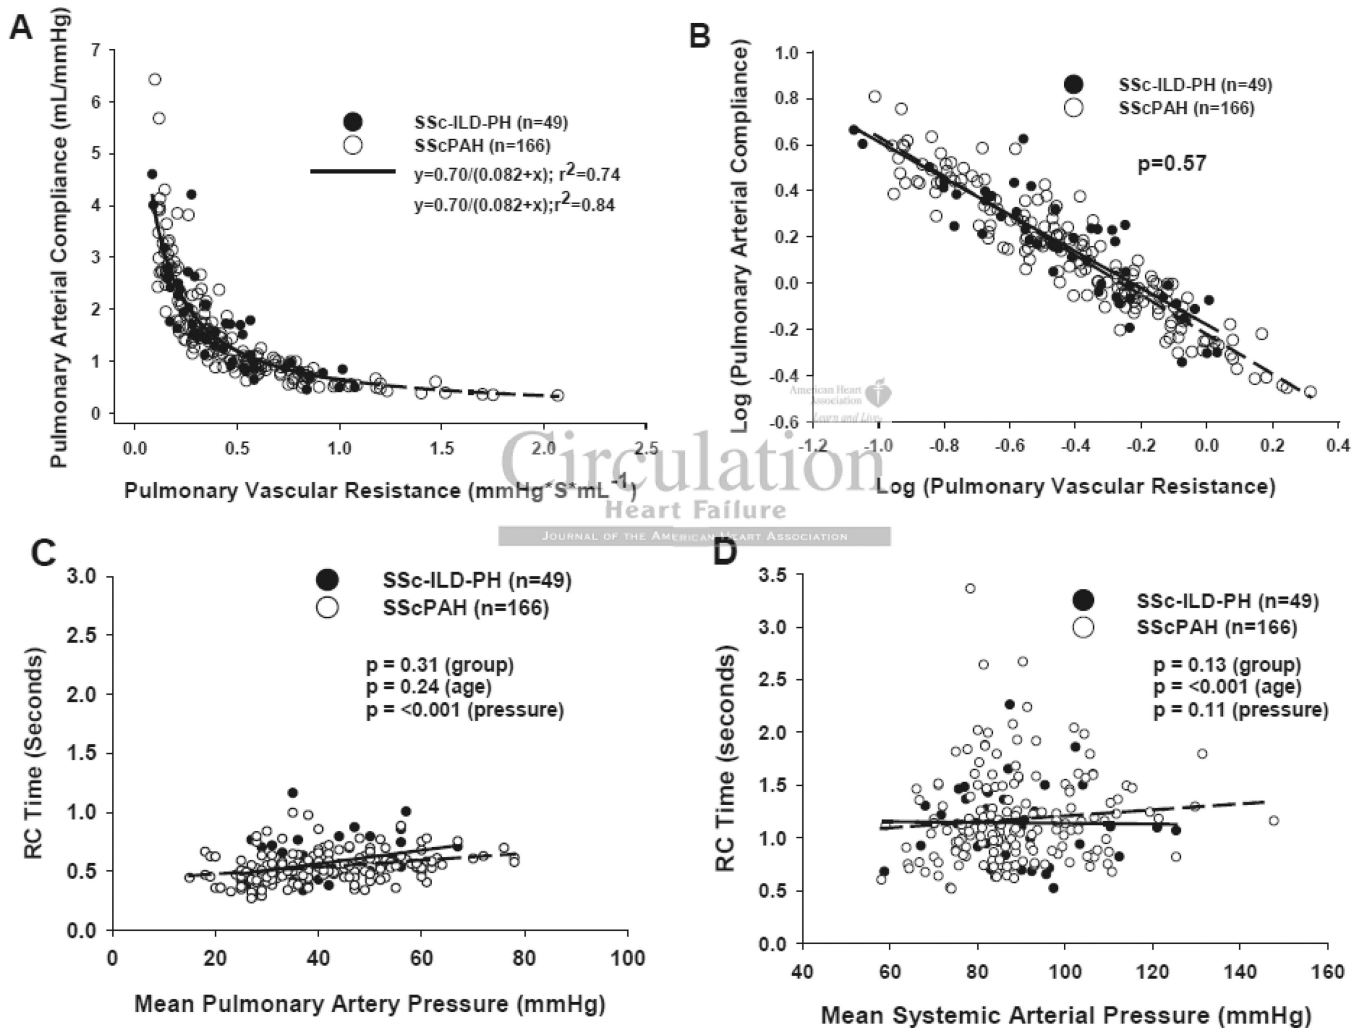 A
Pulmonary Arterial Compliance (mL/mmHg)
7
6
5
4
3
2
1
0
SSc-ILD-PH (n=49)
SScPAH (n=166)
y=0.70/(0.082+x); r²=0.74
y=0.70/(0.082+x);r²=0.84
0.0 0.5 1.0 1.5 2.0 2.5
Pulmonary Vascular Resistance (mmHg*S*mL⁻¹)
B
Log (Pulmonary Arterial Compliance)
1.0
0.8
0.6
0.4
0.2
0.0
-0.2
-0.4
-0.6
SSc-ILD-PH (n=49)
SScPAH (n=166)
p=0.57
American Heart
Association
Learn and Live
-1.2 -1.0 -0.8 -0.6 -0.4 -0.2 0.0 0.2 0.4
Log (Pulmonary Vascular Resistance)
Circulation
Heart Failure
JOURNAL OF THE AMERICAN HEART ASSOCIATION
C
RC Time (Seconds)
3.0
2.5
2.0
1.5
1.0
0.5
0.0
SSc-ILD-PH (n=49)
SScPAH (n=166)
p = 0.31 (group)
p = 0.24 (age)
p = <0.001 (pressure)
0 20 40 60 80 100
Mean Pulmonary Artery Pressure (mmHg)
D
RC Time (seconds)
3.5
3.0
2.5
2.0
1.5
1.0
0.5
0.0
SSc-ILD-PH (n=49)
SScPAH (n=166)
p = 0.13 (group)
p = <0.001 (age)
p = 0.11 (pressure)
40 60 80 100 120 140 160
Mean Systemic Arterial Pressure (mmHg)